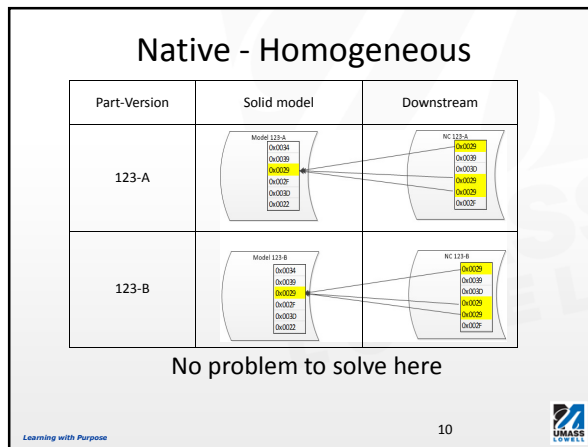 Native - Homogeneous
Part-Version Solid model Downstream
123-A
Model 123-A
0x0034
0x0039
0x0029
0x002F
0x003D
0x0022
NC 123-A
0x0029
0x0039
0x003D
0x0029
0x0029
0x002F
123-B
Model 123-B
0x0034
0x0039
0x0029
0x002F
0x003D
0x0022
NC 123-B
0x0029
0x0039
0x003D
0x0029
0x0029
0x002F
No problem to solve here
Learning with Purpose
10
UMASS
LOWELL